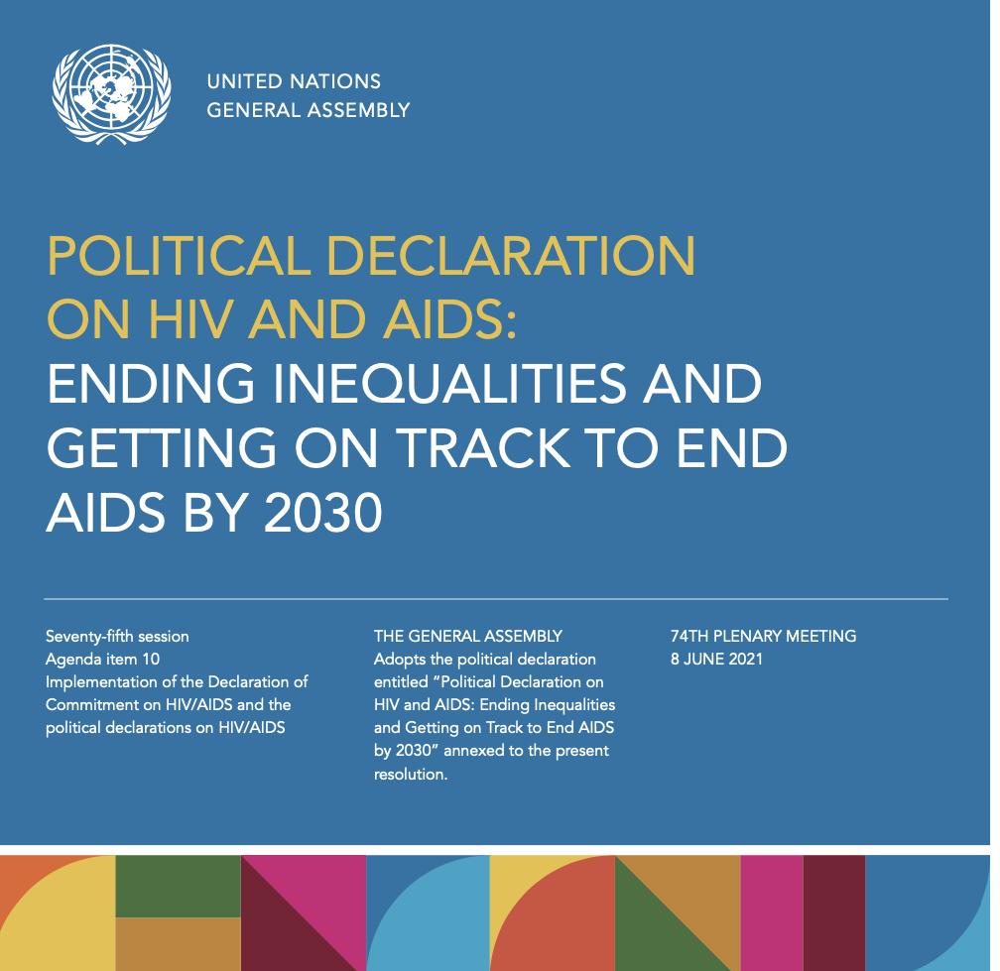 UNITED NATIONS
GENERAL ASSEMBLY
POLITICAL DECLARATION
ON HIV AND AIDS:
ENDING INEQUALITIES AND
GETTING ON TRACK TO END
AIDS BY 2030
Seventy-fifth session
Agenda item 10
Implementation of the Declaration of
Commitment on HIV/AIDS and the
political declarations on HIV/AIDS
THE GENERAL ASSEMBLY
Adopts the political declaration
entitled “Political Declaration on
HIV and AIDS: Ending Inequalities
and Getting on Track to End AIDS
by 2030” annexed to the present
resolution.
74TH PLENARY MEETING
8 JUNE 2021